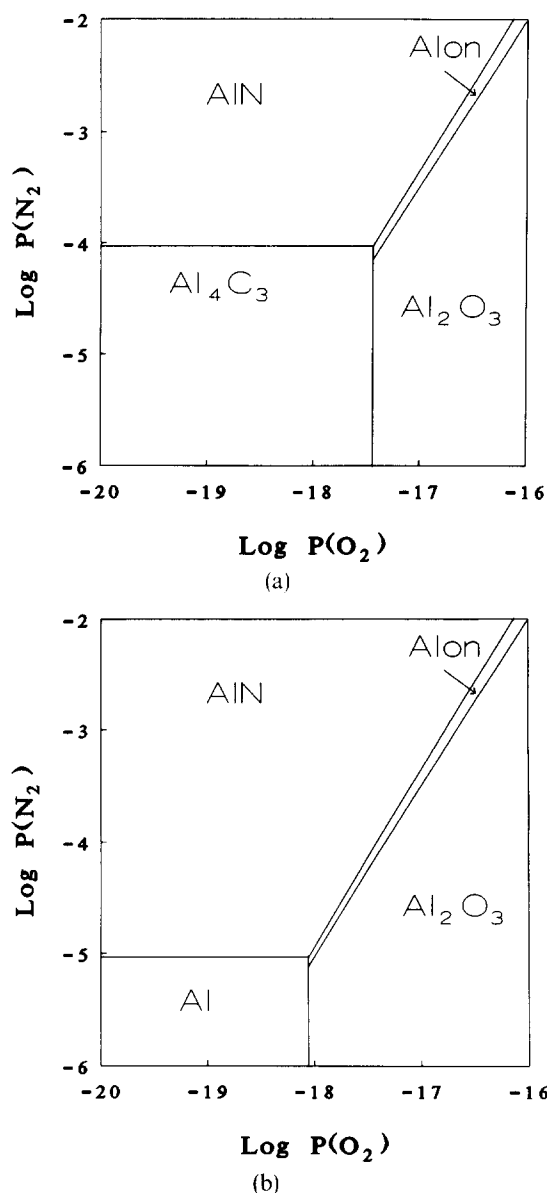 -2
-3
-4
-5
-6
Log P(N₂)
AlN
Alon
Al₄C₃
Al₂O₃
-20 -19 -18 -17 -16
Log P(O₂)
(a)
-2
-3
-4
-5
-6
Log P(N₂)
AlN
Alon
Al₂O₃
Al
-20 -19 -18 -17 -16
Log P(O₂)
(b)